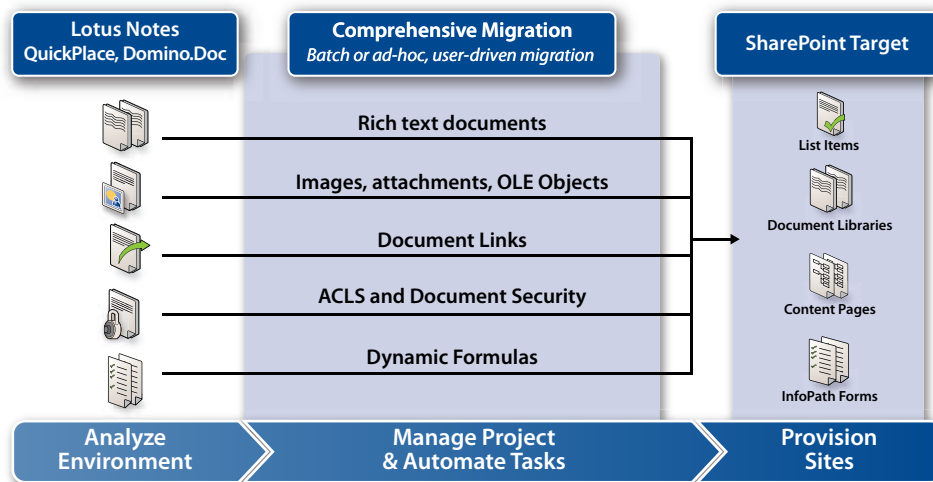 Lotus Notes
QuickPlace, Domino.Doc
Comprehensive Migration
Batch or ad-hoc, user-driven migration
SharePoint Target
Rich text documents
Images, attachments, OLE Objects
Document Links
ACLS and Document Security
Dynamic Formulas
List Items
Document Libraries
Content Pages
InfoPath Forms
Analyze
Environment
Manage Project
& Automate Tasks
Provision
Sites